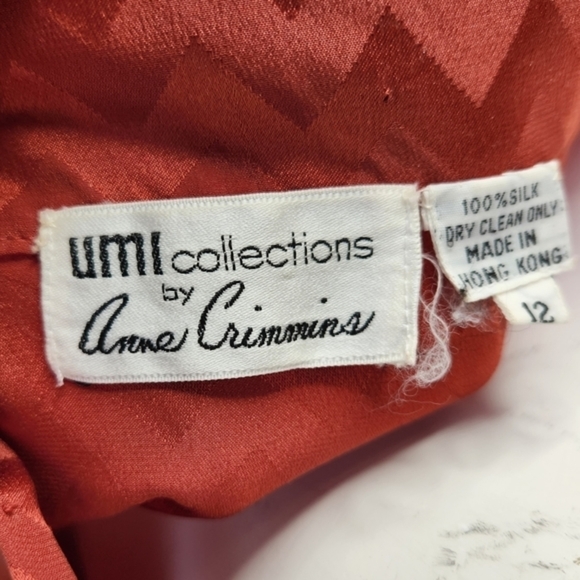 umi collections
by
Anne Crimmins
100% SILK
DRY CLEAN ONLY
MADE IN
HONG KONG
12